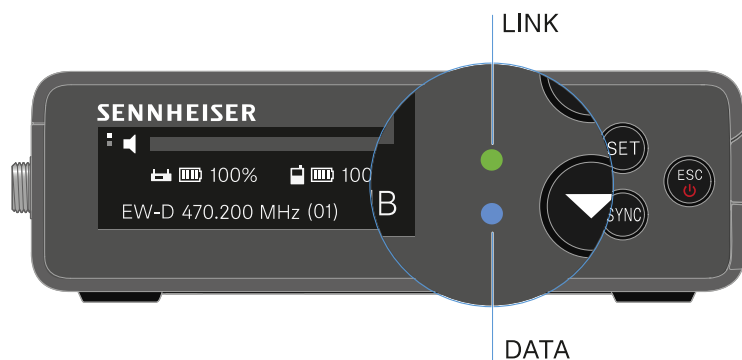 LINK
SENNHEISER
SET
ESC
100% 100
SYNC
EW-D 470.200 MHz (01) B
DATA